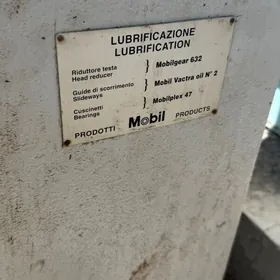 LUBRIFICAZIONE
LUBRIFICATION
Riduttore testa
Head reducer
} Mobilgear 632
Guide di scorrimento
Slideways
} Mobil Vactra oil N° 2
Cuscinetti
Bearings
} Mobilplex 47
PRODOTTI Mobil PRODUCTS